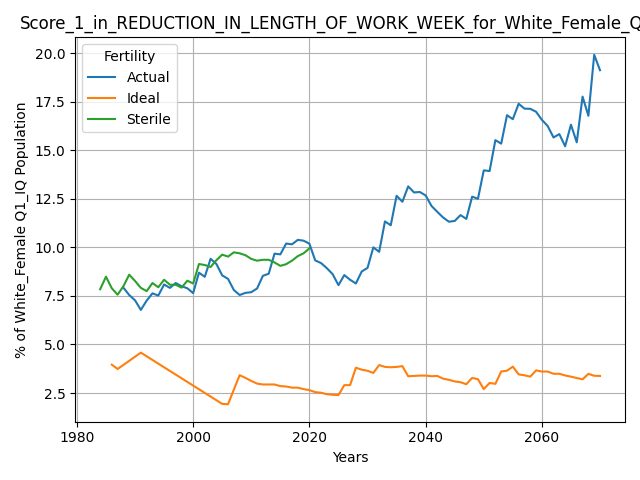 Score_1_in_REDUCTION_IN_LENGTH_OF_WORK_WEEK_for_White_Female_Q
Fertility
Actual
Ideal
Sterile
% of White_Female Q1_IQ Population
20.0
17.5
15.0
12.5
10.0
7.5
5.0
2.5
1980 2000 2020 2040 2060
Years